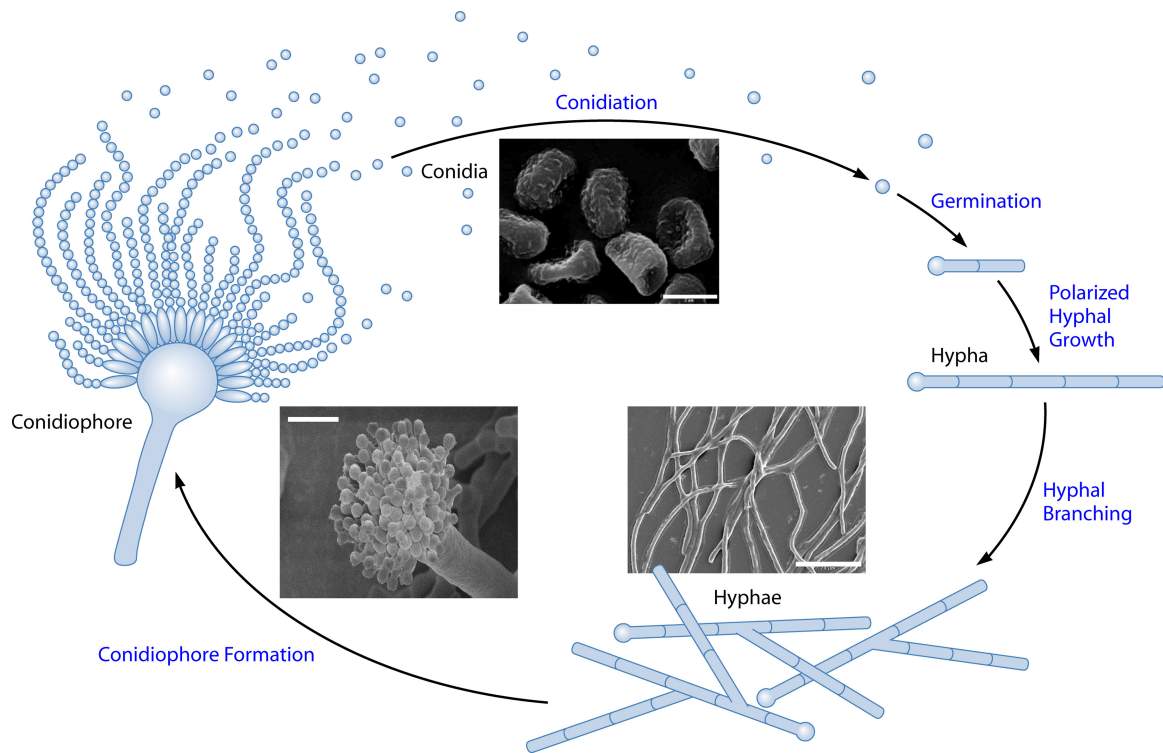 Conidiation
Conidia
Germination
Polarized
Hyphal
Growth
Hypha
Conidiophore
Hyphal
Branching
Hyphae
Conidiophore Formation